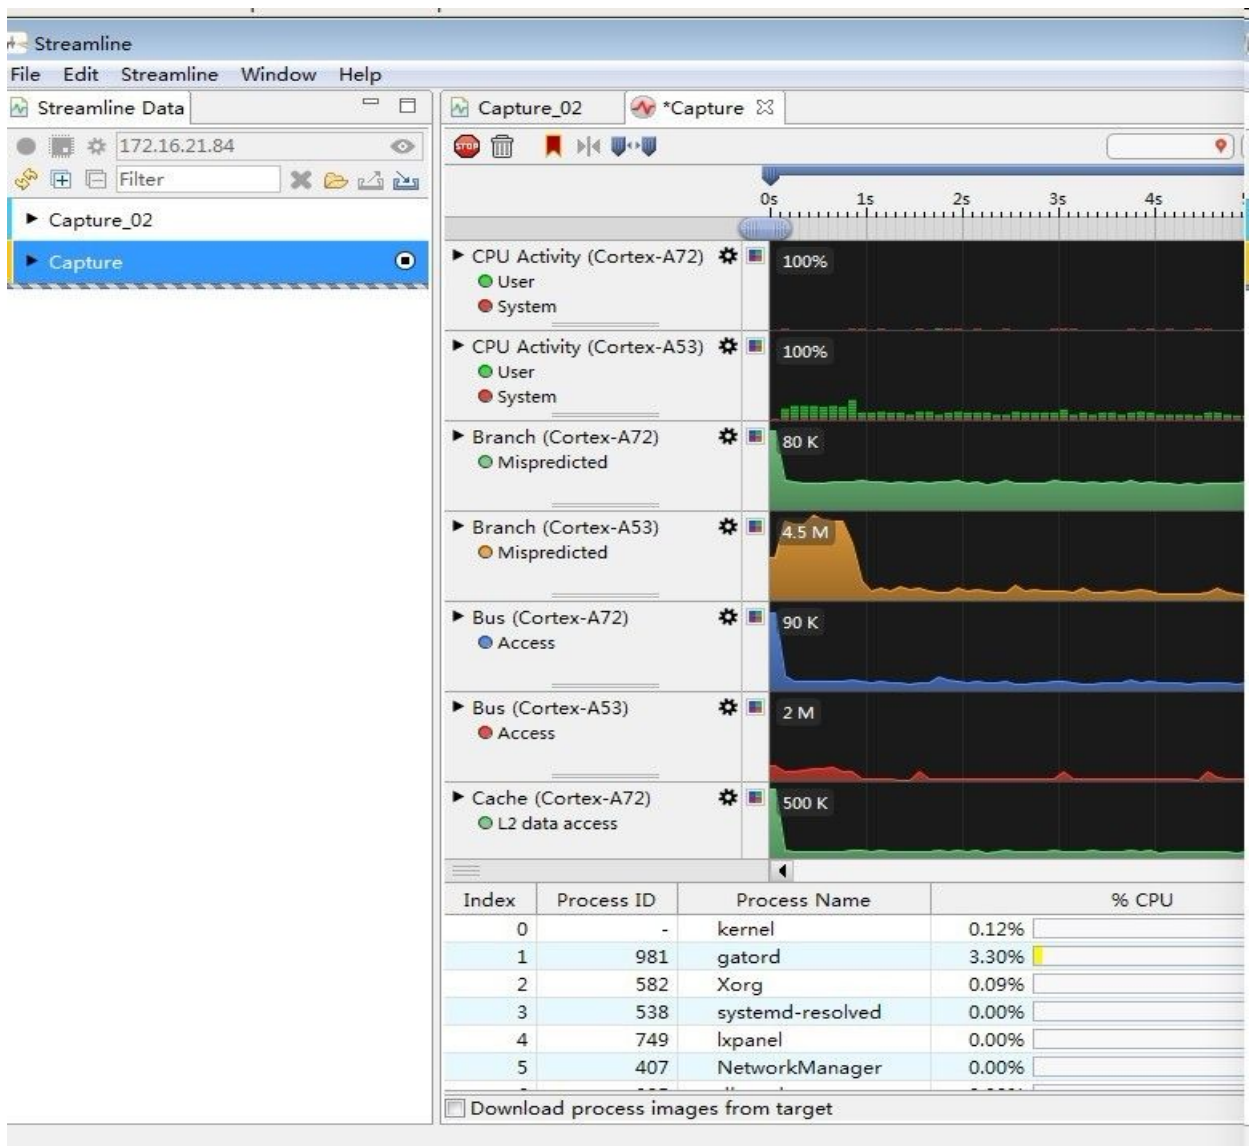 Streamline
File Edit Streamline Window Help
Streamline Data
Capture_02
*Capture
172.16.21.84
STOP
Filter
0s 1s 2s 3s 4s
Capture_02
Capture
CPU Activity (Cortex-A72)
100%
User
System
CPU Activity (Cortex-A53)
100%
User
System
Branch (Cortex-A72)
80 K
Mispredicted
Branch (Cortex-A53)
4.5 M
Mispredicted
Bus (Cortex-A72)
90 K
Access
Bus (Cortex-A53)
2 M
Access
Cache (Cortex-A72)
500 K
L2 data access
Index Process ID Process Name % CPU
0 - kernel 0.12%
1 981 gatord 3.30%
2 582 Xorg 0.09%
3 538 systemd-resolved 0.00%
4 749 lxpanel 0.00%
5 407 NetworkManager 0.00%
Download process images from target